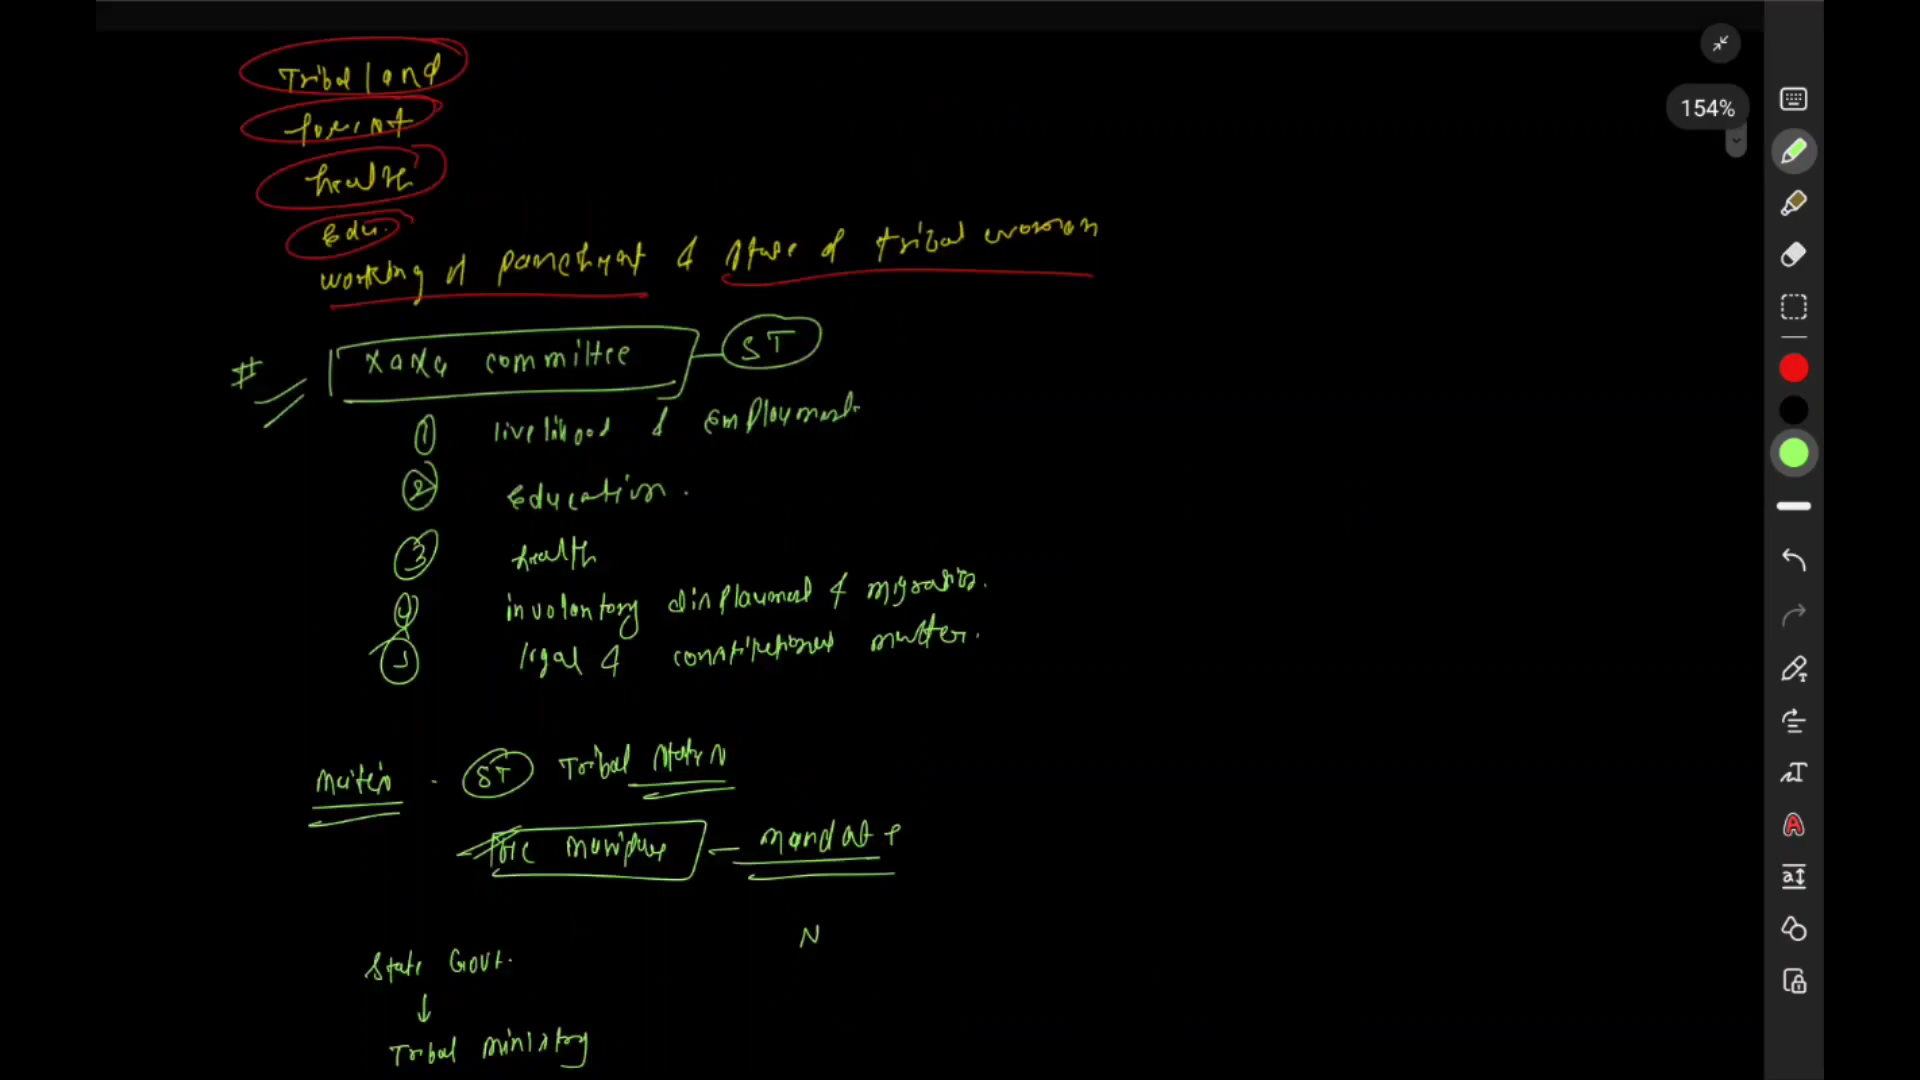 Tribal land
forest
health
Edu.
working of panchayat & state of tribal women
# xaxa committee ST
1 livelihood & employment.
2 Education.
3 health
4 involuntary displacement & migration.
5 legal & constitutional matter.
Meitei - ST Tribal status
HC Manipur - mandate
N
State Govt.
↓
Tribal ministry
154%